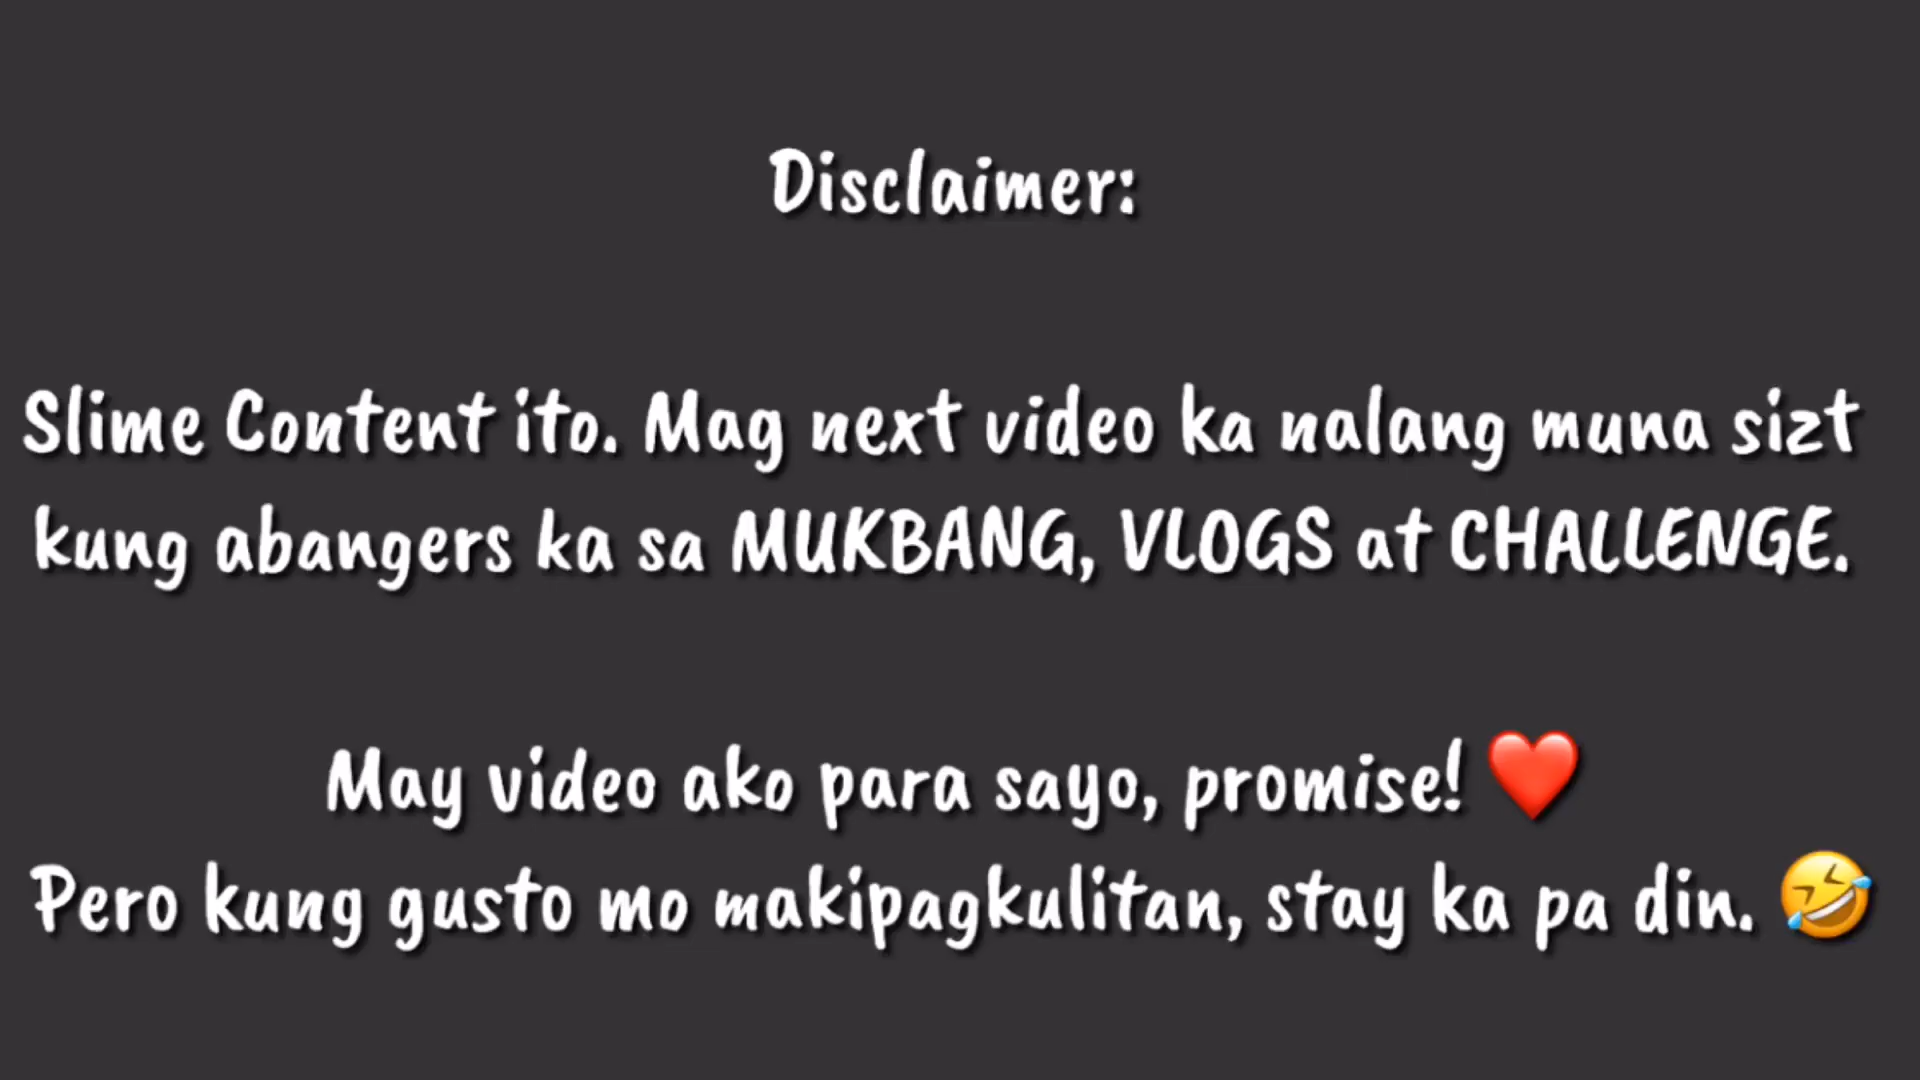 Disclaimer:
Slime Content ito. Mag next video ka nalang muna sizt
kung abangers ka sa MUKBANG, VLOGS at CHALLENGE.
May video ako para sayo, promise! ❤️
Pero kung gusto mo makipagkulitan, stay ka pa din. 🤣